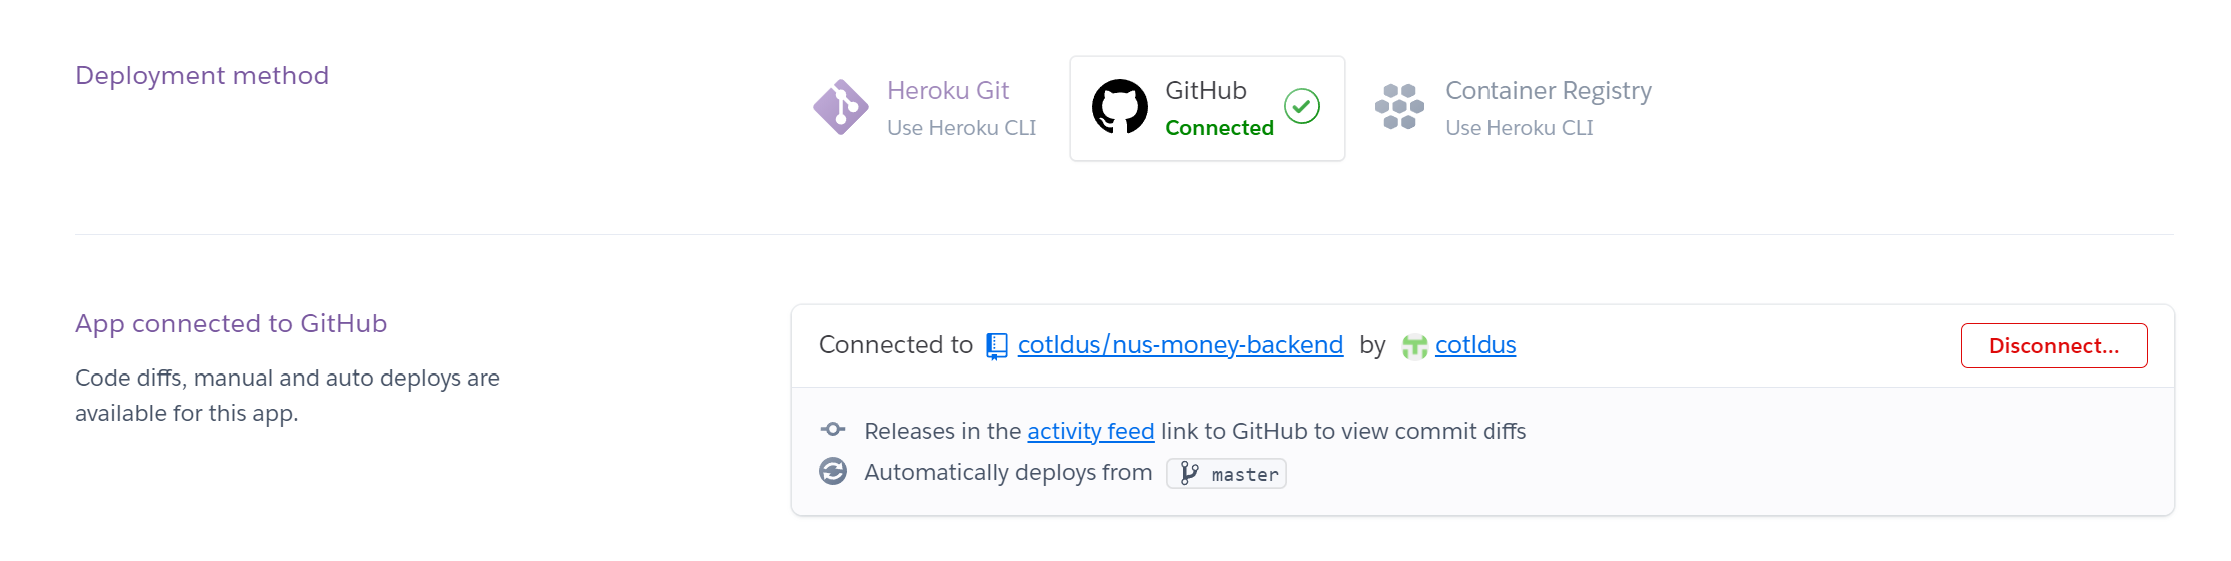 Deployment method
Heroku Git
Use Heroku CLI
GitHub
Connected
Container Registry
Use Heroku CLI
App connected to GitHub
Code diffs, manual and auto deploys are
available for this app.
Connected to cotldus/nus-money-backend by cotldus
Disconnect...
Releases in the activity feed link to GitHub to view commit diffs
Automatically deploys from master